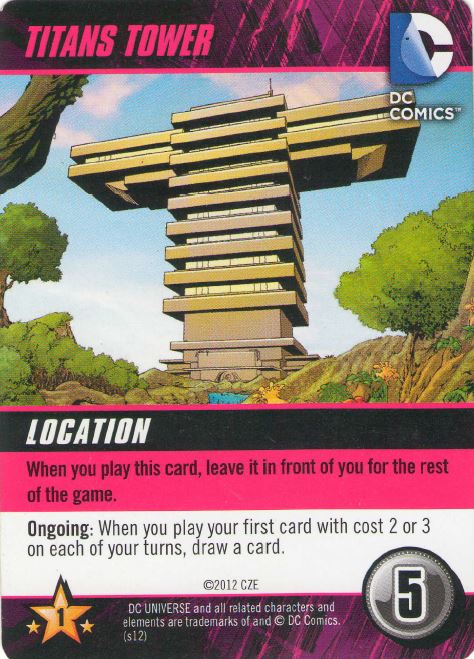 TITANS TOWER
DC
DC
COMICS™
LOCATION
When you play this card, leave it in front of you for the rest
of the game.
Ongoing: When you play your first card with cost 2 or 3
on each of your turns, draw a card.
©2012 CZE
1
DC UNIVERSE and all related characters and
elements are trademarks of and © DC Comics.
(s12)
5